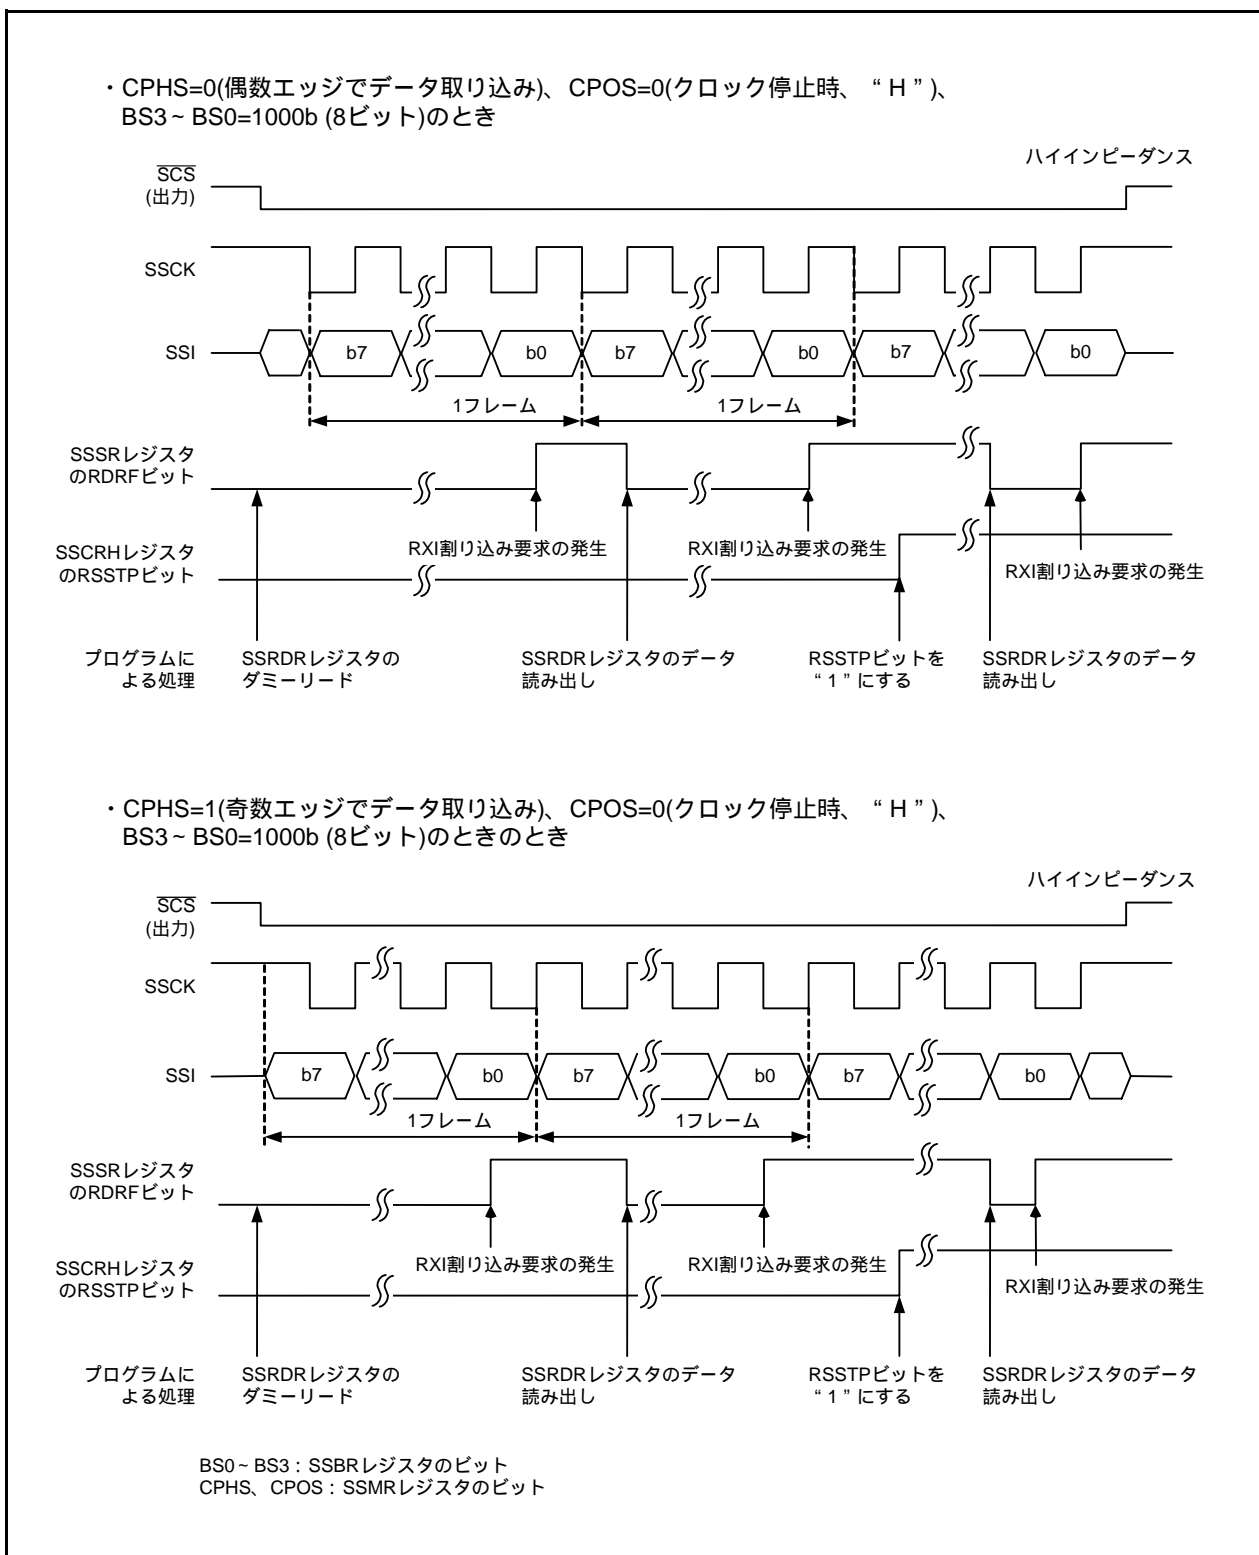 ・CPHS=0(偶数エッジでデータ取り込み)、CPOS=0(クロック停止時、“H”)、
BS3～BS0=1000b (8ビット)のとき
ハイインピーダンス
SCS
(出力)
SSCK
SSI
b7
b0
b7
b0
b7
b0
1フレーム
1フレーム
SSSRレジスタ
のRDRFビット
RXI割り込み要求の発生
RXI割り込み要求の発生
RXI割り込み要求の発生
SSCRHレジスタ
のRSSTPビット
プログラムに
よる処理
SSRDRレジスタの
ダミーリード
SSRDRレジスタのデータ
読み出し
RSSTPビットを
“1”にする
SSRDRレジスタのデータ
読み出し
・CPHS=1(奇数エッジでデータ取り込み)、CPOS=0(クロック停止時、“H”)、
BS3～BS0=1000b (8ビット)のときのとき
ハイインピーダンス
SCS
(出力)
SSCK
SSI
b7
b0
b7
b0
b7
b0
1フレーム
1フレーム
SSSRレジスタ
のRDRFビット
RXI割り込み要求の発生
RXI割り込み要求の発生
RXI割り込み要求の発生
SSCRHレジスタ
のRSSTPビット
プログラムに
よる処理
SSRDRレジスタの
ダミーリード
SSRDRレジスタのデータ
読み出し
RSSTPビットを
“1”にする
SSRDRレジスタのデータ
読み出し
BS0～BS3：SSBRレジスタのビット
CPHS、CPOS：SSMRレジスタのビット